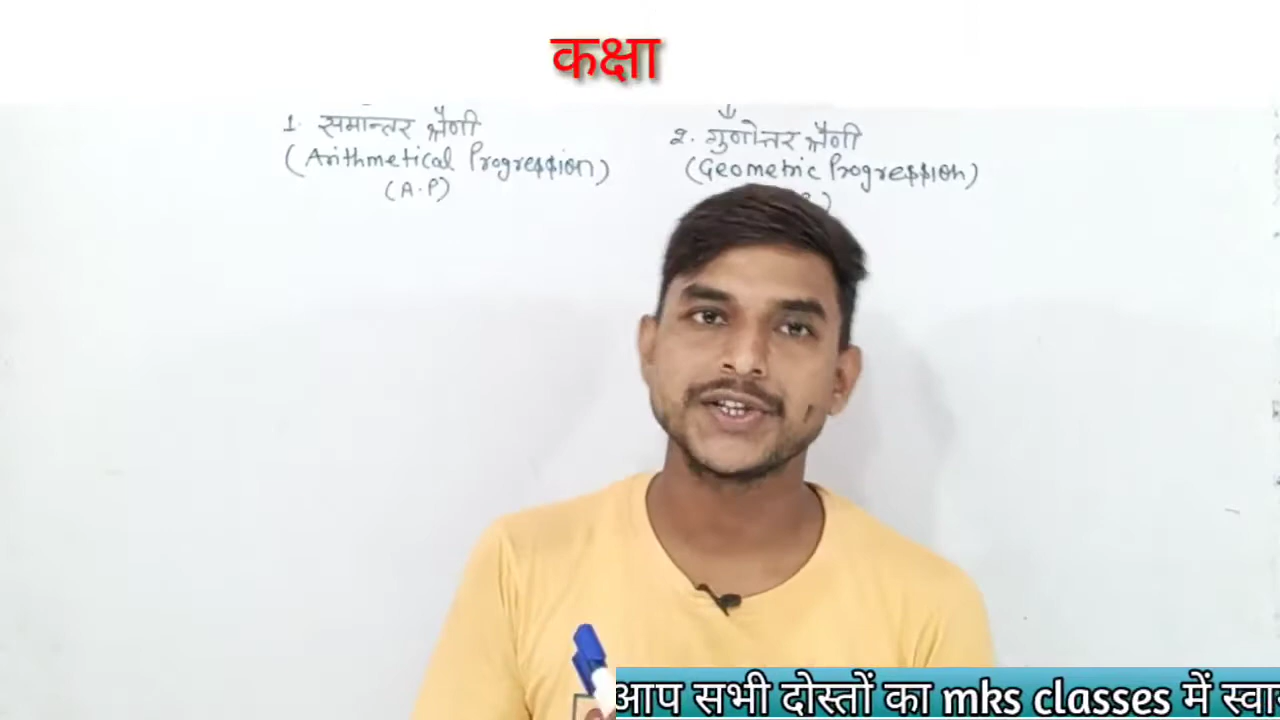 कक्षा
1. समान्तर श्रैणी
2. गुँणोत्तर श्रैणी
(Arithmetical Progression)
(Geometric Progression)
(A.P)
आप सभी दोस्तों का mks classes में